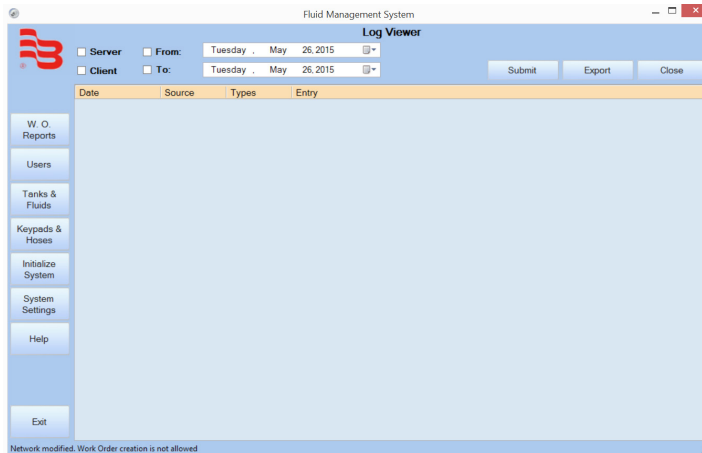 Fluid Management System
Log Viewer
Server From: Tuesday , May 26, 2015
Client To: Tuesday , May 26, 2015
Submit Export Close
Date Source Types Entry
W. O.
Reports
Users
Tanks &
Fluids
Keypads &
Hoses
Initialize
System
System
Settings
Help
Exit
Network modified. Work Order creation is not allowed